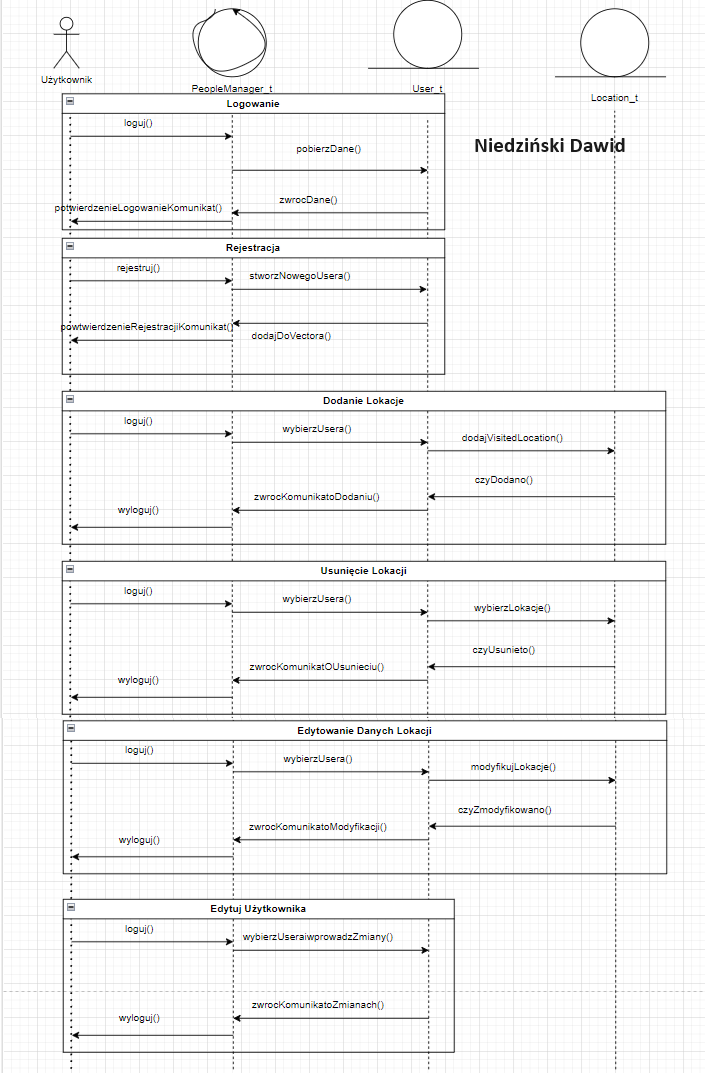 Użytkownik
PeopleManager_t
User_t
Location_t
Niedziński Dawid
Logowanie
loguj()
pobierzDane()
zwrocDane()
potwierdzenieLogowanieKomunikat()
Rejestracja
rejestruj()
stworzNowegoUsera()
powtwierdzenieRejestracjiKomunikat()
dodajDoVectora()
Dodanie Lokacje
loguj()
wybierzUsera()
dodajVisitedLocation()
czyDodano()
zwrocKomunikatoDodaniu()
wyloguj()
Usunięcie Lokacji
loguj()
wybierzUsera()
wybierzLokacje()
czyUsunieto()
zwrocKomunikatOUsunieciu()
wyloguj()
Edytowanie Danych Lokacji
loguj()
wybierzUsera()
modyfikujLokacje()
czyZmodyfikowano()
zwrocKomunikatoModyfikacji()
wyloguj()
Edytuj Użytkownika
loguj()
wybierzUseraiwprowadzZmiany()
zwrocKomunikatoZmianach()
wyloguj()